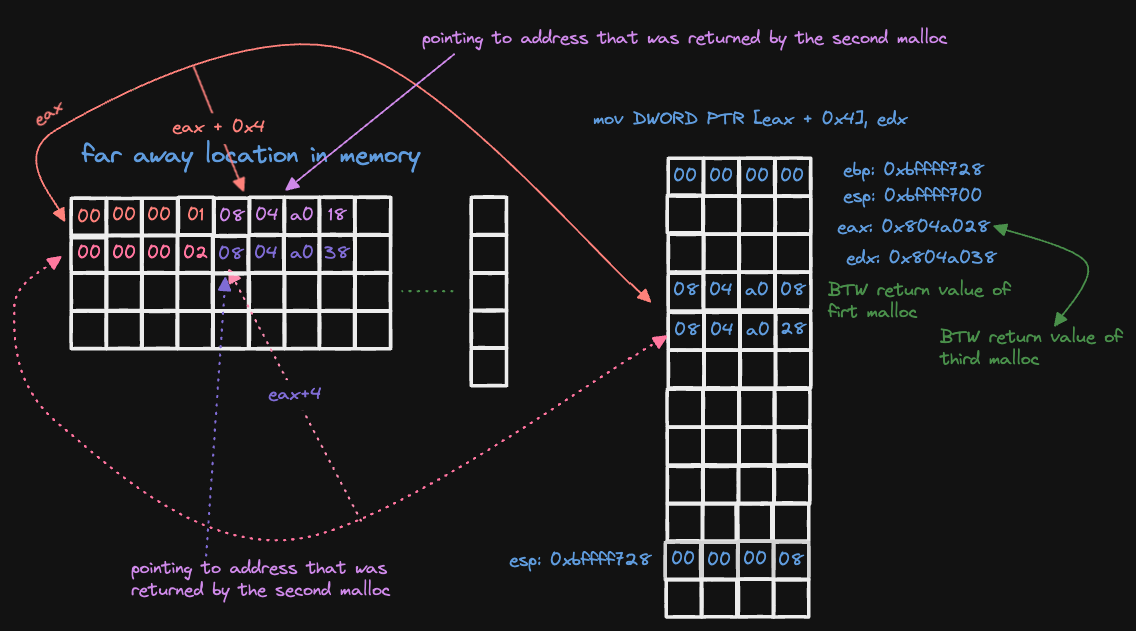 pointing to address that was returned by the second malloc
eax
eax + 0x4
far away location in memory
00 00 00 01 08 04 a0 18
00 00 00 02 08 04 a0 38
eax+4
pointing to address that was
returned by the second malloc
mov DWORD PTR [eax + 0x4], edx
00 00 00 00
08 04 a0 08
08 04 a0 28
esp: 0xbffff728
00 00 00 08
ebp: 0xbffff728
esp: 0xbffff700
eax: 0x804a028
edx: 0x804a038
BTW return value of
firt malloc
BTW return value of
third malloc